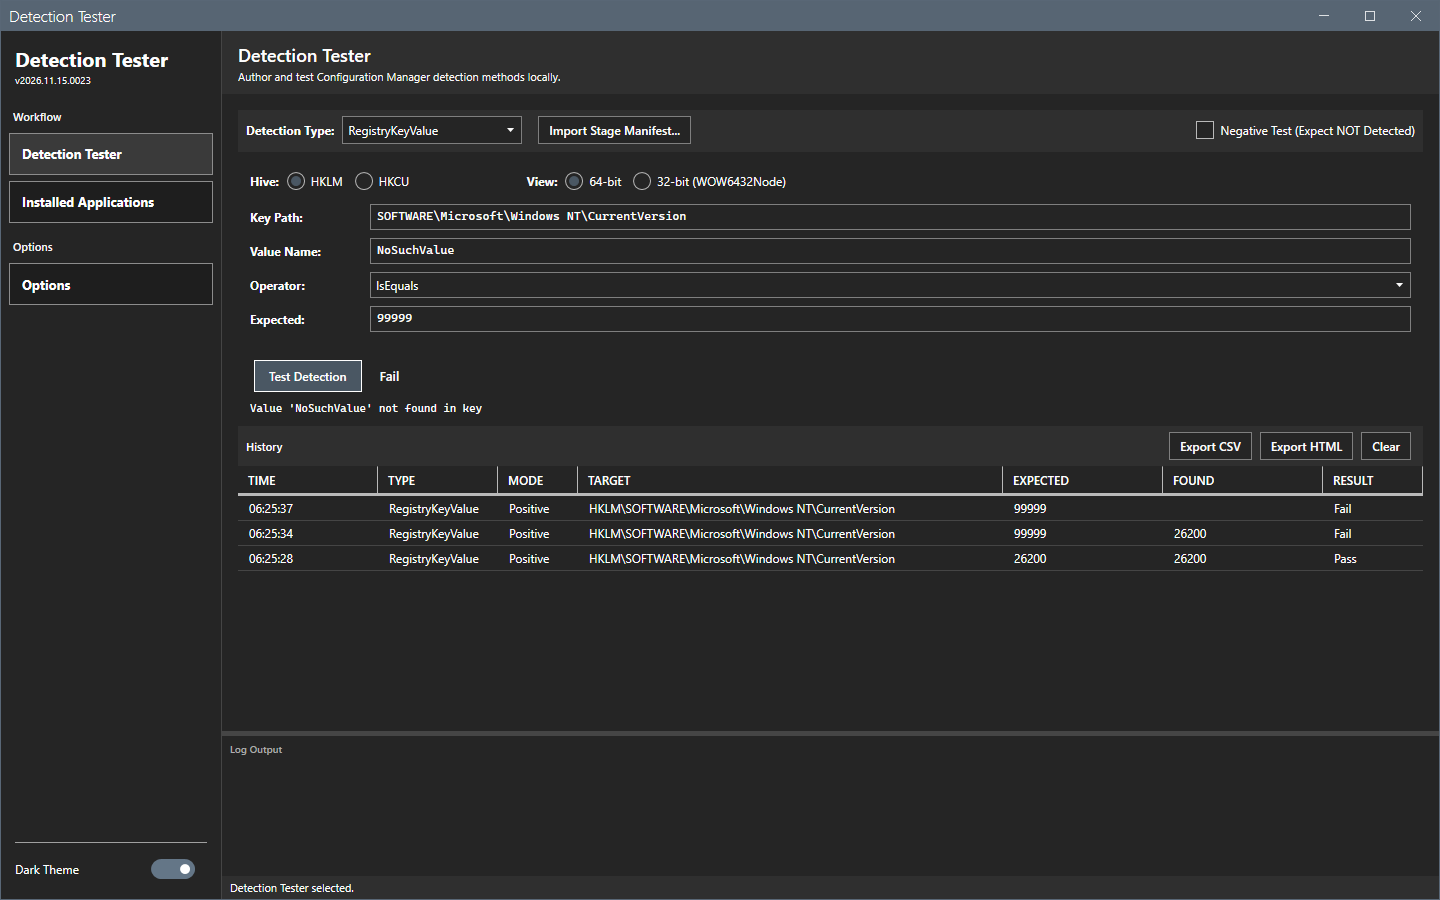 Detection Tester
Detection Tester
v2026.11.15.0023
Workflow
Detection Tester
Installed Applications
Options
Options
Dark Theme
Detection Tester
Author and test Configuration Manager detection methods locally.
Detection Type: RegistryKeyValue Import Stage Manifest... Negative Test (Expect NOT Detected)
Hive: HKLM HKCU View: 64-bit 32-bit (WOW6432Node)
Key Path: SOFTWARE\Microsoft\Windows NT\CurrentVersion
Value Name: NoSuchValue
Operator: IsEquals
Expected: 99999
Test Detection Fail
Value 'NoSuchValue' not found in key
History Export CSV Export HTML Clear
TIME TYPE MODE TARGET EXPECTED FOUND RESULT
06:25:37 RegistryKeyValue Positive HKLM\SOFTWARE\Microsoft\Windows NT\CurrentVersion 99999 Fail
06:25:34 RegistryKeyValue Positive HKLM\SOFTWARE\Microsoft\Windows NT\CurrentVersion 99999 26200 Fail
06:25:28 RegistryKeyValue Positive HKLM\SOFTWARE\Microsoft\Windows NT\CurrentVersion 26200 26200 Pass
Log Output
Detection Tester selected.